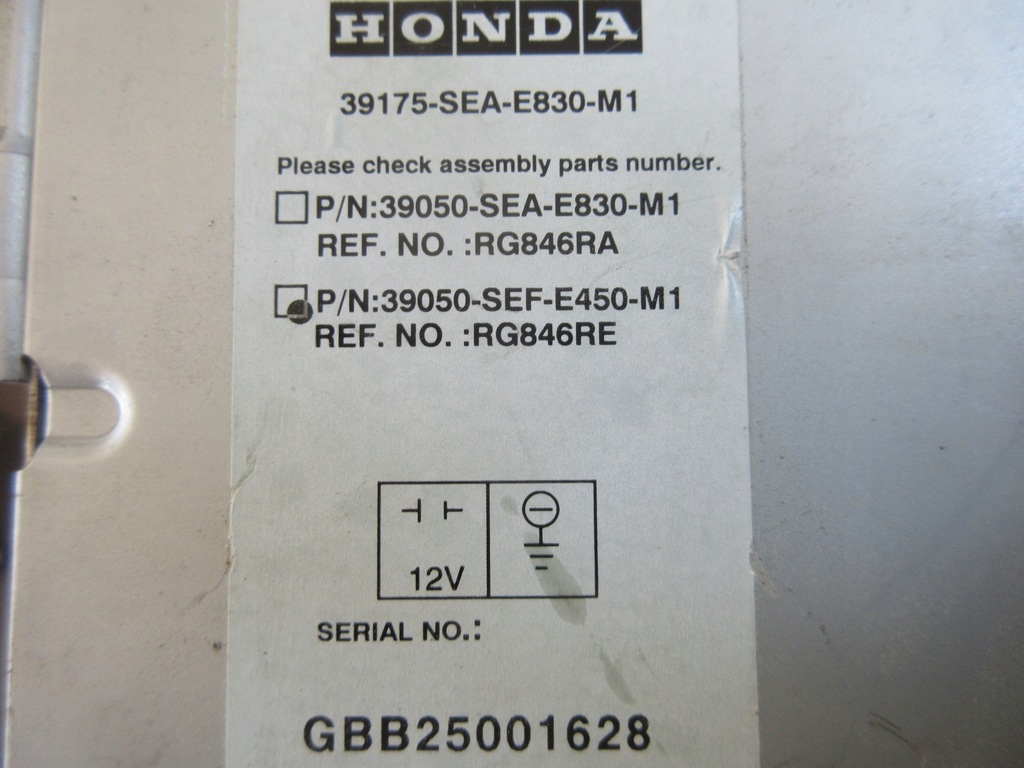 HONDA
39175-SEA-E830-M1
Please check assembly parts number.
P/N:39050-SEA-E830-M1
REF. NO. :RG846RA
P/N:39050-SEF-E450-M1
REF. NO. :RG846RE
12V
SERIAL NO.:
GBB25001628